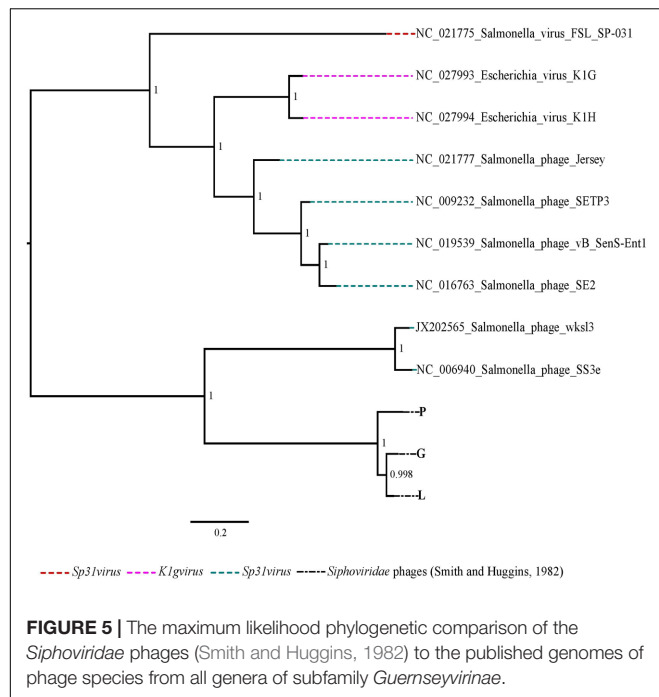 NC_021775_Salmonella_virus_FSL_SP-031
1
NC_027993_Escherichia_virus_K1G
1
NC_027994_Escherichia_virus_K1H
1
NC_021777_Salmonella_phage_Jersey
1
NC_009232_Salmonella_phage_SETP3
1
NC_019539_Salmonella_phage_vB_SenS-Ent1
1
NC_016763_Salmonella_phage_SE2
JX202565_Salmonella_phage_wksl3
1
NC_006940_Salmonella_phage_SS3e
1
P
1
G
0.998
L
0.2
Sp31virus K1gvirus Sp31virus Siphoviridae phages (Smith and Huggins, 1982)
FIGURE 5 | The maximum likelihood phylogenetic comparison of the
Siphoviridae phages (Smith and Huggins, 1982) to the published genomes of
phage species from all genera of subfamily Guernseyvirinae.